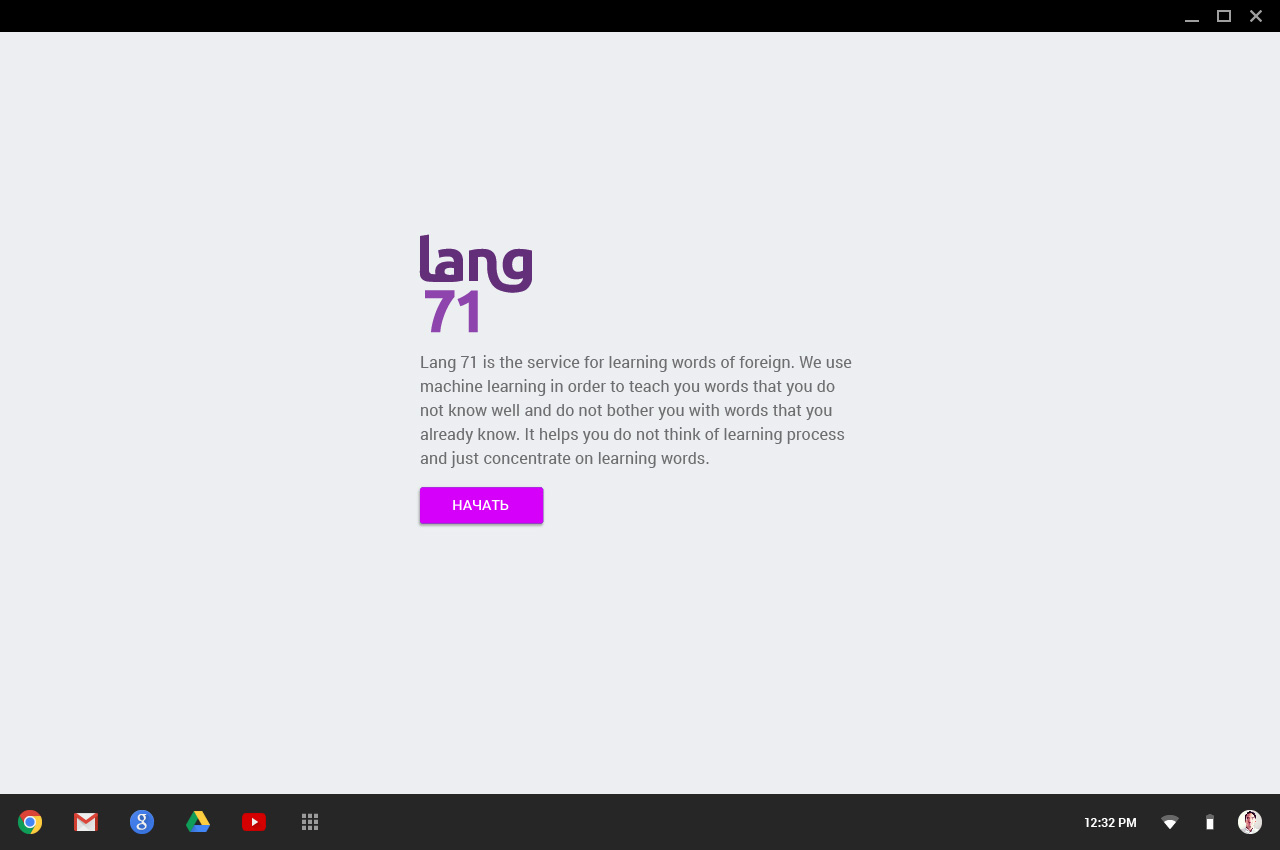 lang
71
Lang 71 is the service for learning words of foreign. We use
machine learning in order to teach you words that you do
not know well and do not bother you with words that you
already know. It helps you do not think of learning process
and just concentrate on learning words.
НАЧАТЬ
12:32 PM